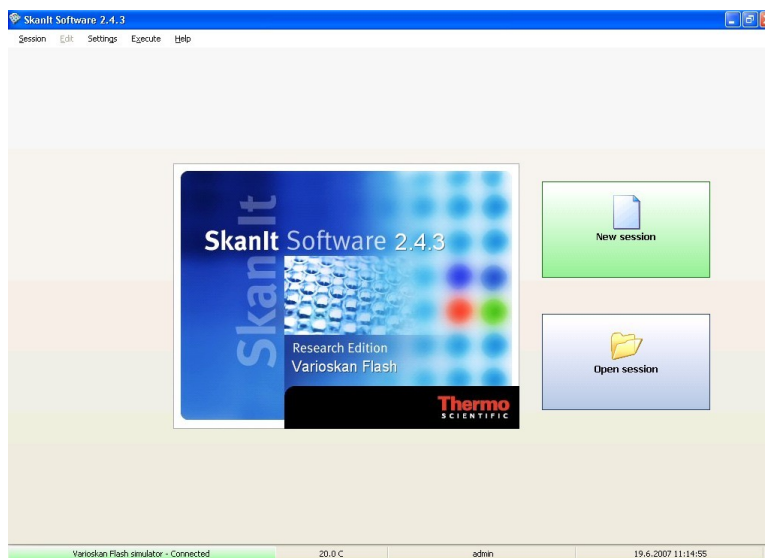 SkanIt Software 2.4.3
Session Edit Settings Execute Help
SkanIt
SkanIt Software 2.4.3
Research Edition
Varioskan Flash
Thermo
SCIENTIFIC
New session
Open session
Varioskan Flash simulator - Connected 20.0 C admin 19.6.2007 11:14:55